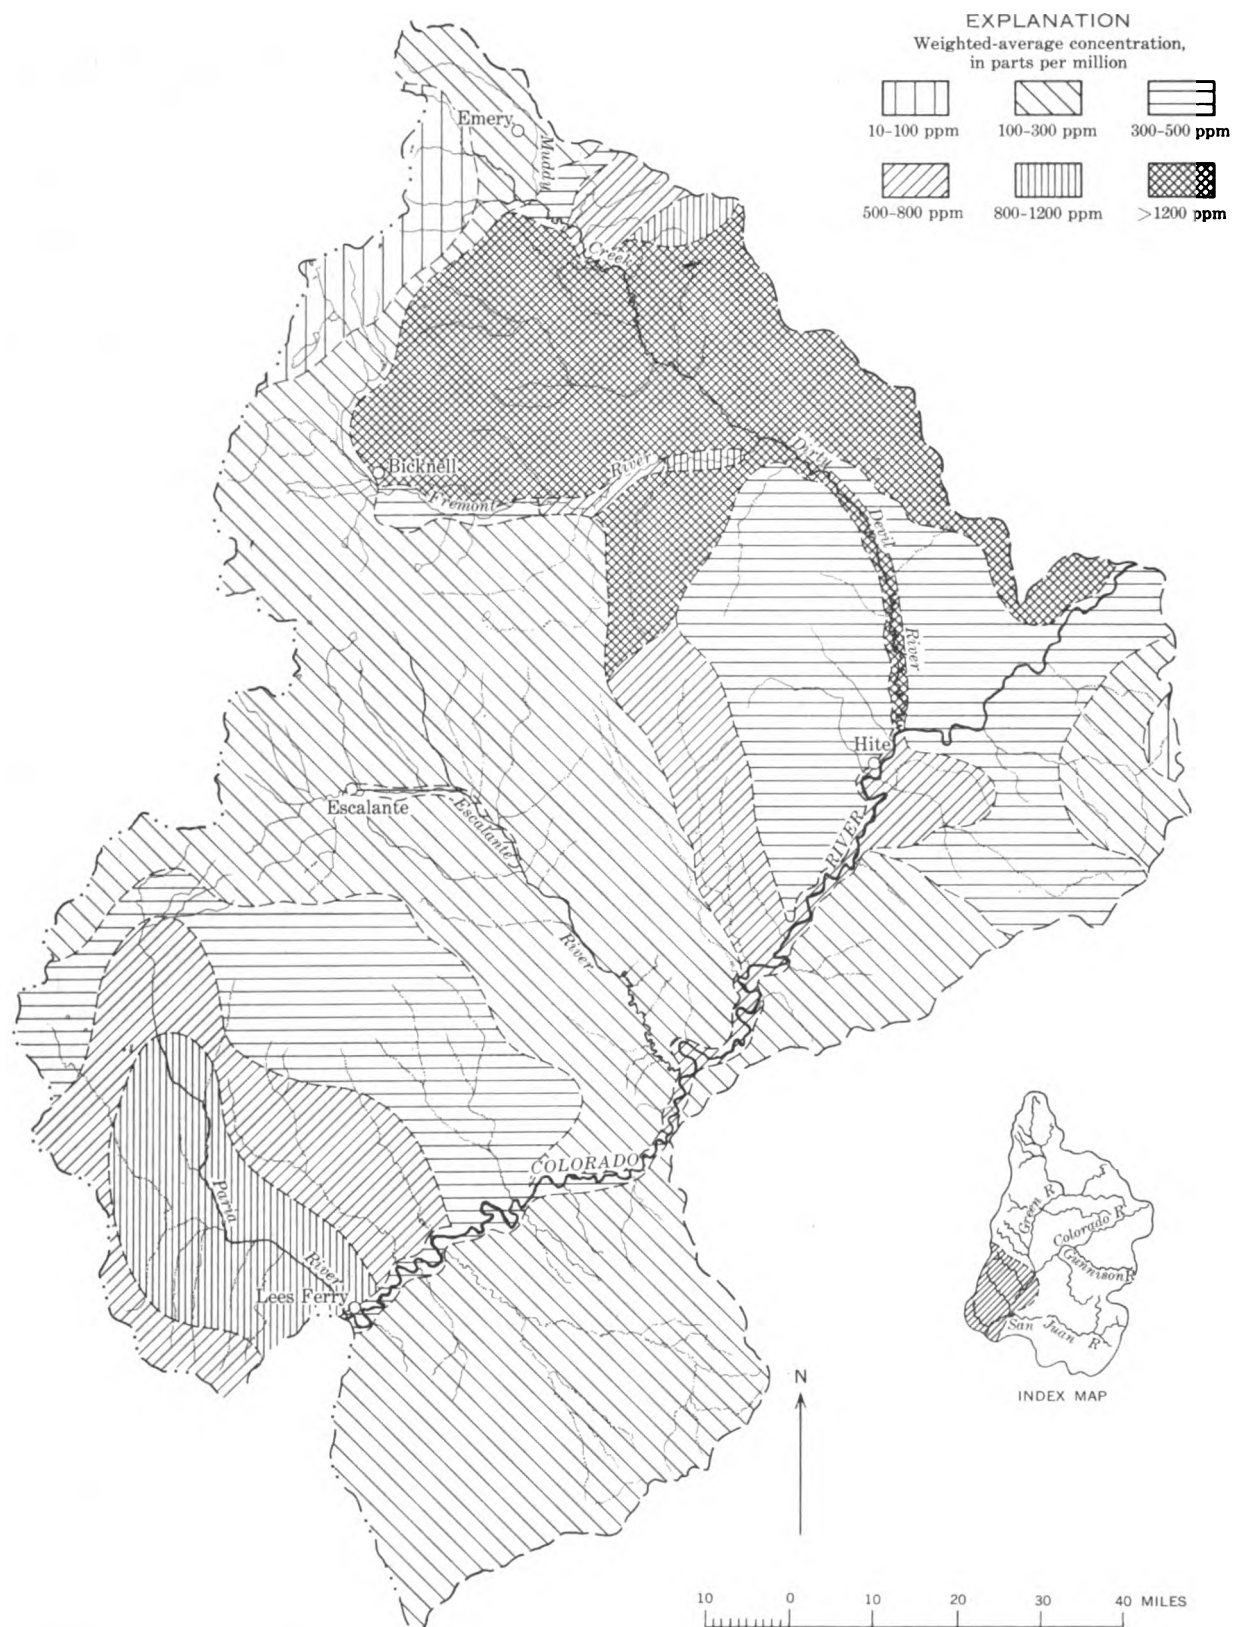 EXPLANATION
Weighted-average concentration,
in parts per million
10-100 ppm
100-300 ppm
300-500 ppm
500-800 ppm
800-1200 ppm
>1200 ppm
Emery
Muddy
Creek
Bicknell
Fremont
River
Dirty
Devil
River
Hite
Escalante
Escalante
River
RIVER
COLORADO
Paria
River
Lees Ferry
Green R
Colorado R
Gunnison R
San Juan R
INDEX MAP
N
10 0 10 20 30 40 MILES